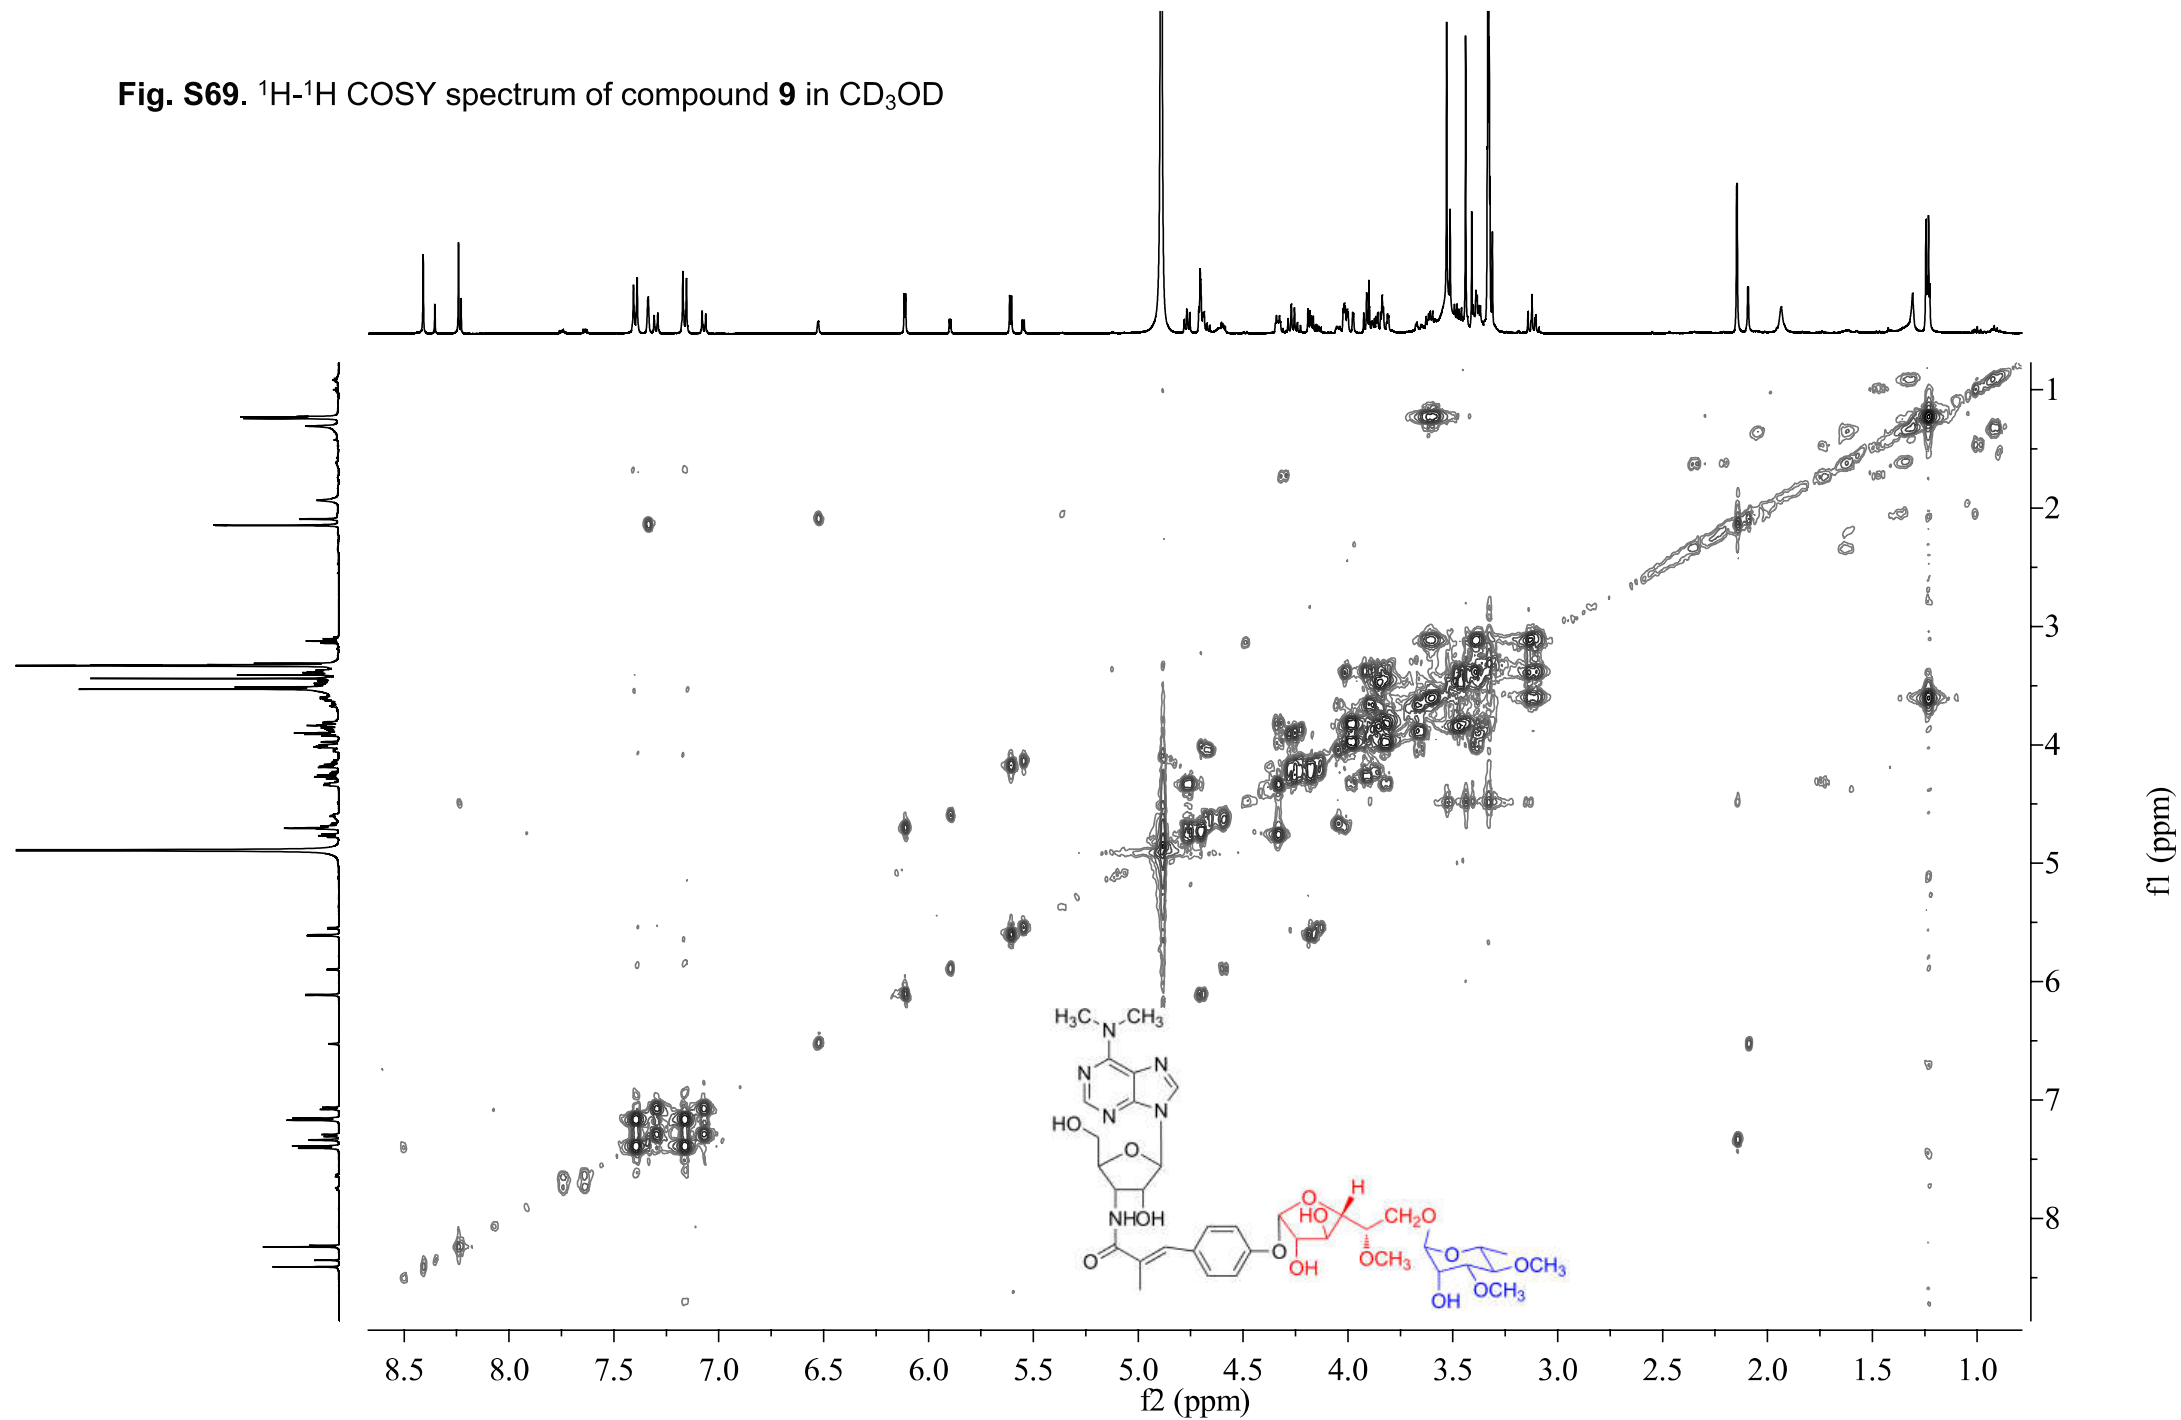 Fig. S69. ¹H-¹H COSY spectrum of compound 9 in CD₃OD
1
2
3
4
5
6
7
8
f1 (ppm)
H₃C
CH₃
N
N
N
N
N
HO
O
NH
OH
O
O
O
HO
H
OH
OCH₃
CH₂O
O
OCH₃
OCH₃
OH
8.5 8.0 7.5 7.0 6.5 6.0 5.5 5.0 4.5 4.0 3.5 3.0 2.5 2.0 1.5 1.0
f2 (ppm)